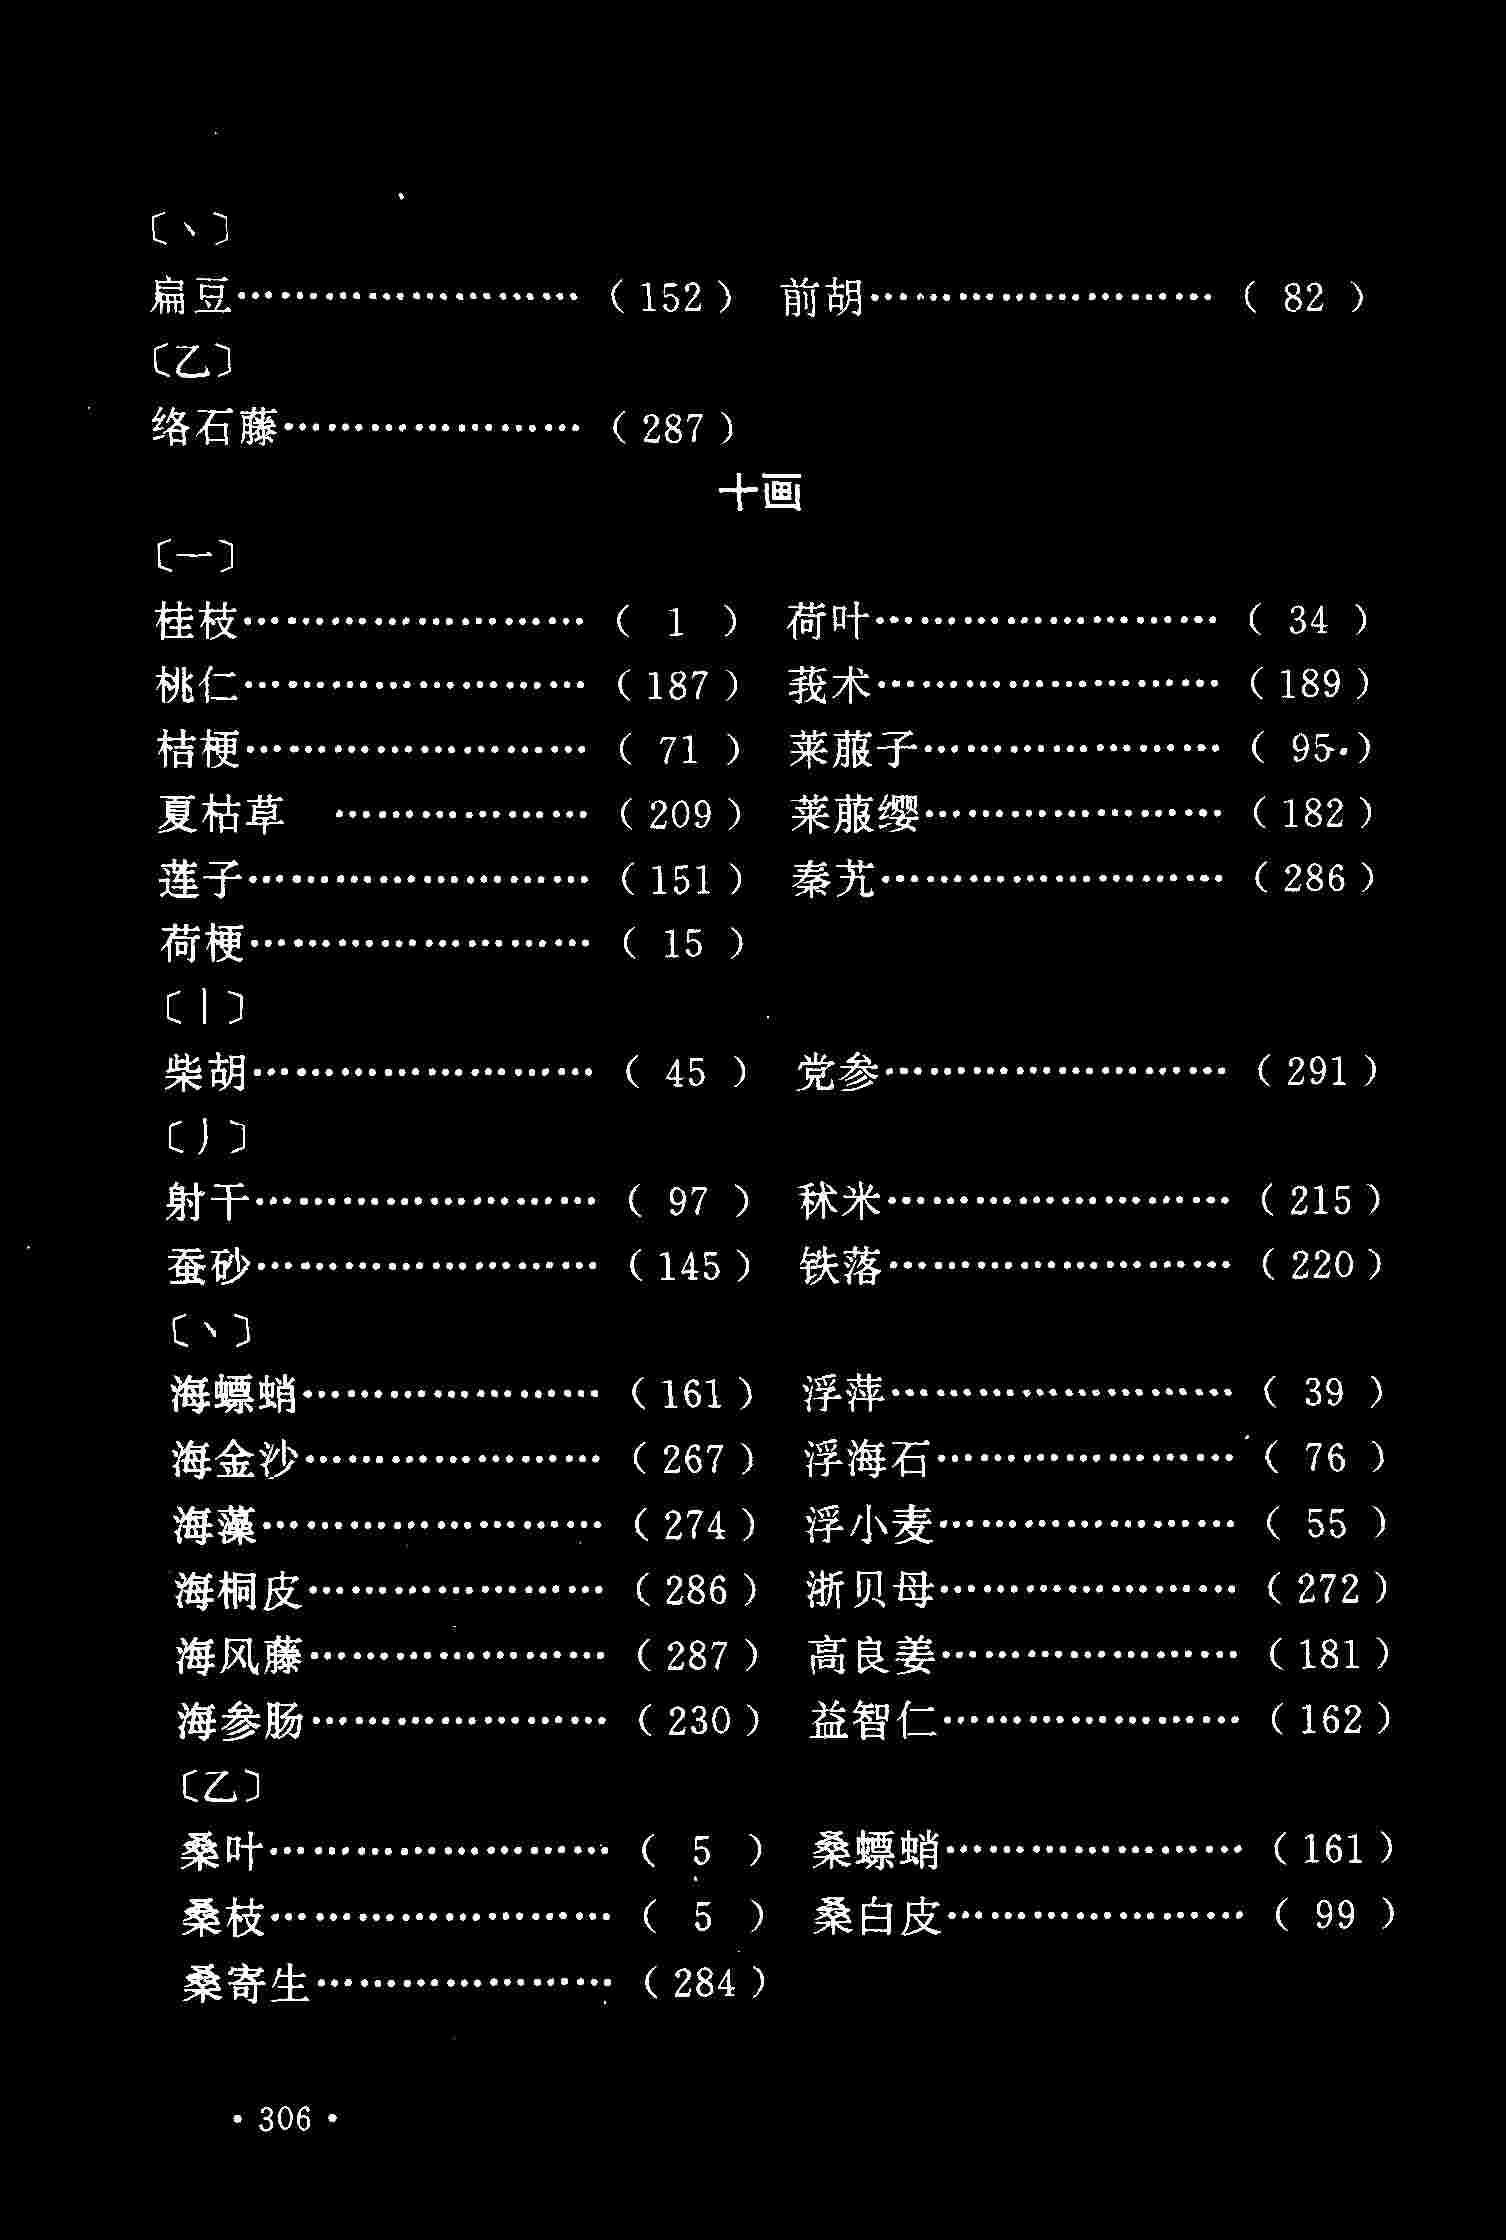 〔丶〕
扁豆……………………（152） 前胡……………………（82）
〔乙〕
络石藤…………………（287）
十画
〔一〕
桂枝……………………（1） 荷叶……………………（34）
桃仁……………………（187） 莪术……………………（189）
桔梗……………………（71） 莱菔子…………………（95）
夏枯草 ………………（209） 莱菔缨…………………（182）
莲子……………………（151） 秦艽……………………（286）
荷梗……………………（15）
〔丨〕
柴胡……………………（45） 党参……………………（291）
〔丿〕
射干……………………（97） 秫米……………………（215）
蚕砂……………………（145） 铁落……………………（220）
〔丶〕
海螵蛸…………………（161） 浮萍……………………（39）
海金沙…………………（267） 浮海石…………………（76）
海藻……………………（274） 浮小麦…………………（55）
海桐皮…………………（286） 浙贝母…………………（272）
海风藤…………………（287） 高良姜…………………（181）
海参肠…………………（230） 益智仁…………………（162）
〔乙〕
桑叶……………………（5） 桑螵蛸…………………（161）
桑枝……………………（5） 桑白皮…………………（99）
桑寄生…………………（284）
·306·